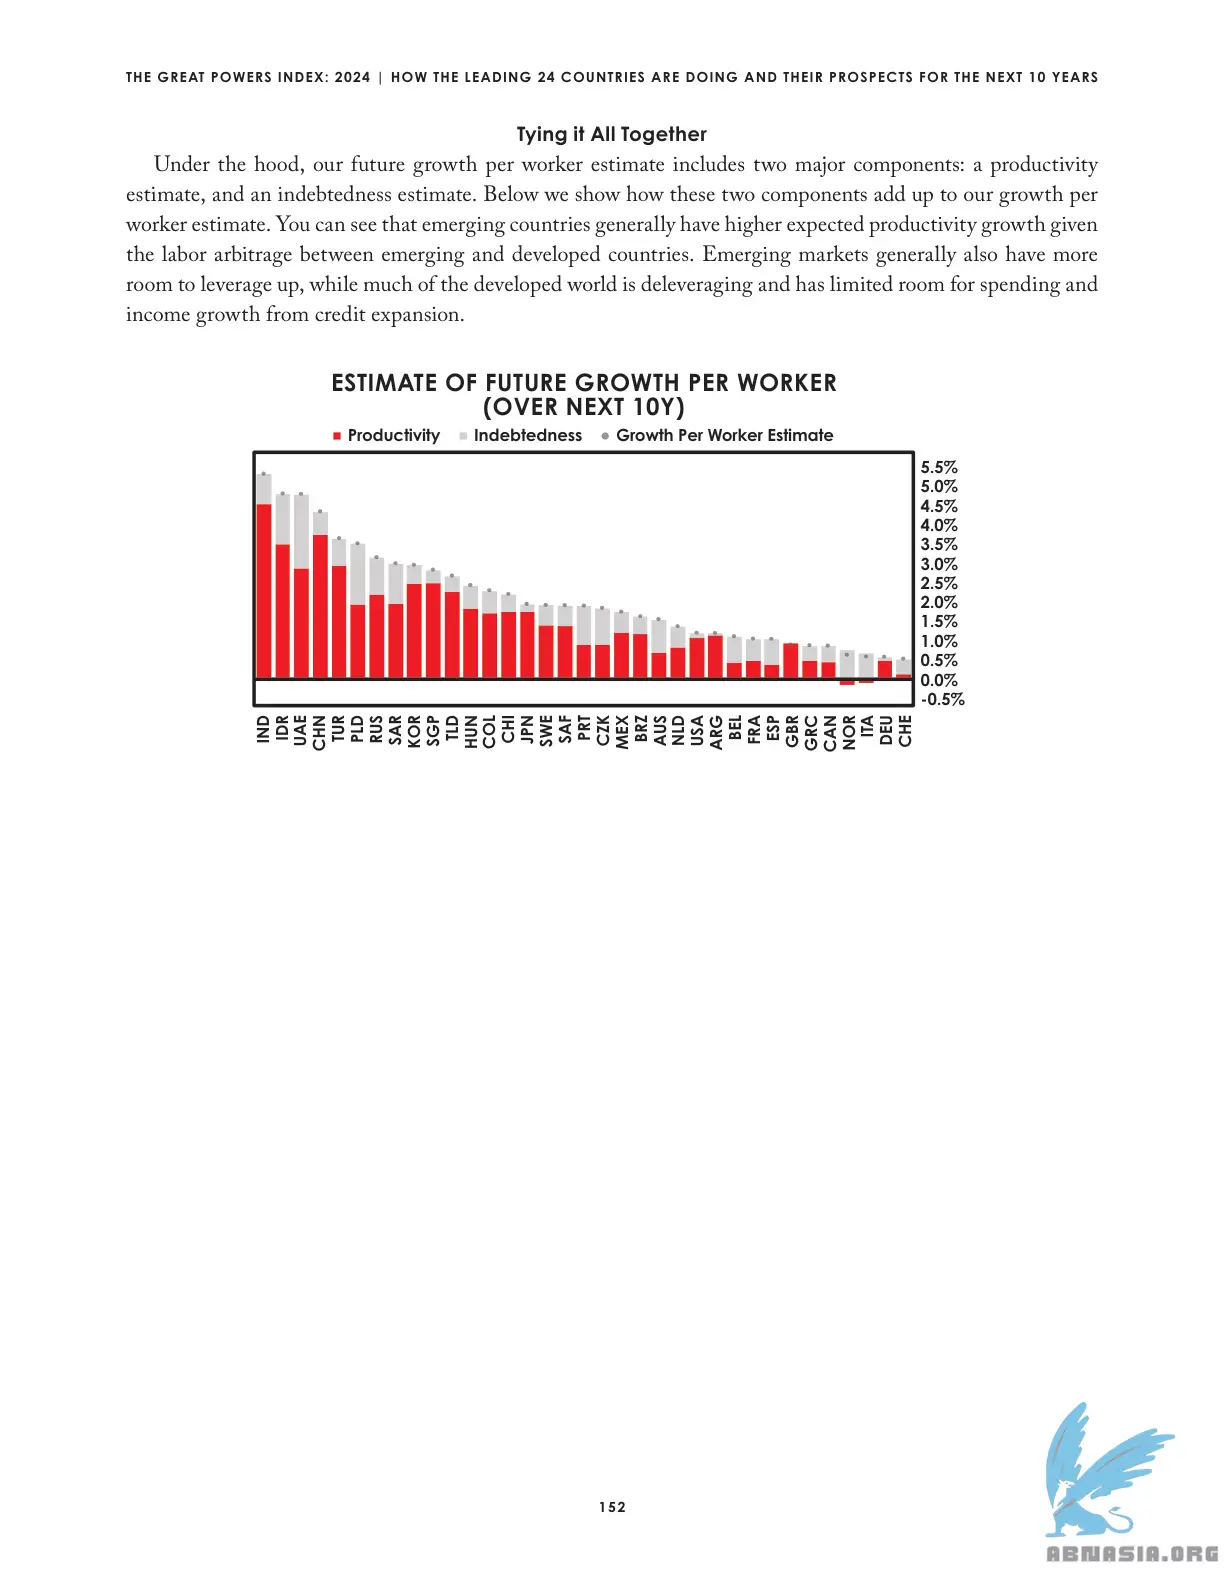 THE GREAT POWERS INDEX: 2024 | HOW THE LEADING 24 COUNTRIES ARE DOING AND THEIR PROSPECTS FOR THE NEXT 10 YEARS
Tying it All Together
Under the hood, our future growth per worker estimate includes two major components: a productivity
estimate, and an indebtedness estimate. Below we show how these two components add up to our growth per
worker estimate. You can see that emerging countries generally have higher expected productivity growth given
the labor arbitrage between emerging and developed countries. Emerging markets generally also have more
room to leverage up, while much of the developed world is deleveraging and has limited room for spending and
income growth from credit expansion.
ESTIMATE OF FUTURE GROWTH PER WORKER
(OVER NEXT 10Y)
Productivity Indebtedness Growth Per Worker Estimate
5.5%
5.0%
4.5%
4.0%
3.5%
3.0%
2.5%
2.0%
1.5%
1.0%
0.5%
0.0%
-0.5%
IND IDR UAE CHN TUR PLD RUS SAR KOR SGP TLD HUN COL CHI JPN SWE SAF PRT CZK MEX BRZ AUS NLD USA ARG BEL FRA ESP GBR GRC CAN NOR ITA DEU CHE
152
ABNASIA.ORG